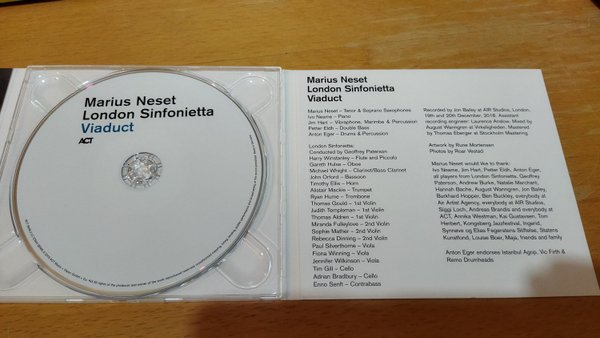 Marius Neset
London Sinfonietta
Viaduct
ACT
Marius Neset
London Sinfonietta
Viaduct
Marius Neset – Tenor & Soprano Saxophones
Ivo Neame – Piano
Jim Hart – Vibraphone, Marimba & Percussion
Petter Eldh – Double Bass
Anton Eger – Drums & Percussion
London Sinfonietta:
Conducted by Geoffrey Paterson
Harry Winstanley – Flute and Piccolo
Gareth Hulse – Oboe
Michael Wright – Clarinet/Bass Clarinet
John Orford – Bassoon
Timothy Ellis – Horn
Alistair Mackie – Trumpet
Ryan Hume – Trombone
Thomas Gould – 1st Violin
Judith Templeman – 1st Violin
Thomas Aldren – 1st Violin
Miranda Fulleylove – 2nd Violin
Sophie Mather – 2nd Violin
Rebecca Dinning – 2nd Violin
Paul Silverthorne – Viola
Fiona Winning – Viola
Jennifer Wilkinson – Viola
Tim Gill – Cello
Adrian Bradbury – Cello
Enno Senft – Contrabass
Recorded by Jon Bailey at AIR Studios, London,
19th and 20th December, 2018. Assistant
recording engineer: Laurence Anslow. Mixed by
August Wanngren at Virkeligheden. Mastered
by Thomas Eberger at Stockholm Mastering.
Artwork by Rune Mortensen
Photos by Roar Vestad
Marius Neset would like to thank:
Ivo Neame, Jim Hart, Petter Eldh, Anton Eger,
all players from London Sinfonietta, Geoffrey
Paterson, Andrew Burke, Natalie Marchant,
Hannah Bache, August Wanngren, Jon Bailey,
Burkhard Hopper, Ben Buckley, everybody at
Air Artist Agency, everybody at AIR Studios,
Siggi Loch, Andreas Brandis and everybody at
ACT, Annika Westman, Kai Gustavsen, Tom
Herbert, Kongsberg Jazzfestival, Ingerid,
Synnøve og Elias Fegerstens Stiftelse, Statens
Kunstfond, Louise Boër, Maja, friends and family
Anton Eger endorses Istanbul Agop, Vic Firth &
Remo Drumheads